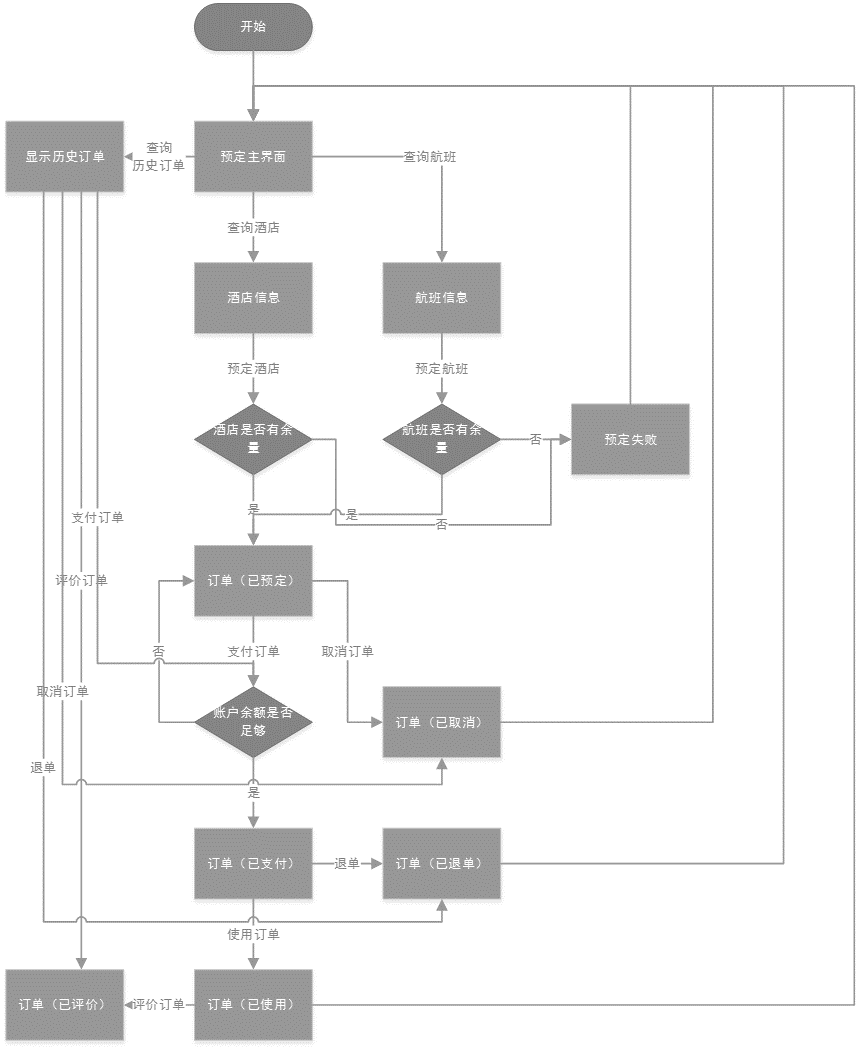 开始
查询
历史订单
显示历史订单
预定主界面
查询航班
查询酒店
酒店信息
航班信息
预定酒店
预定航班
酒店是否有余
量
航班是否有余
量
否
预定失败
是
是
否
支付订单
评价订单
订单（已预定）
否
支付订单
取消订单
取消订单
账户余额是否
足够
订单（已取消）
退单
是
订单（已支付）
退单
订单（已退单）
使用订单
订单（已评价）
评价订单
订单（已使用）